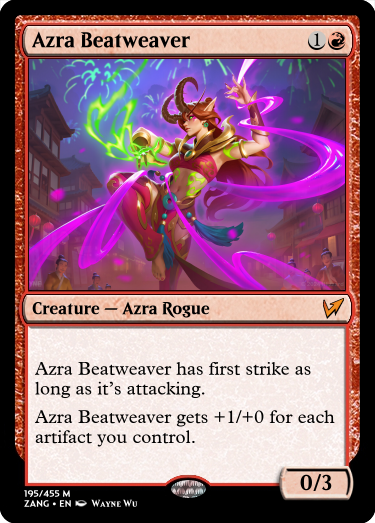 Azra Beatweaver 1
Creature — Azra Rogue
Azra Beatweaver has first strike as
long as it's attacking.
Azra Beatweaver gets +1/+0 for each
artifact you control.
0/3
195/455 M
ZANG • EN Wayne Wu